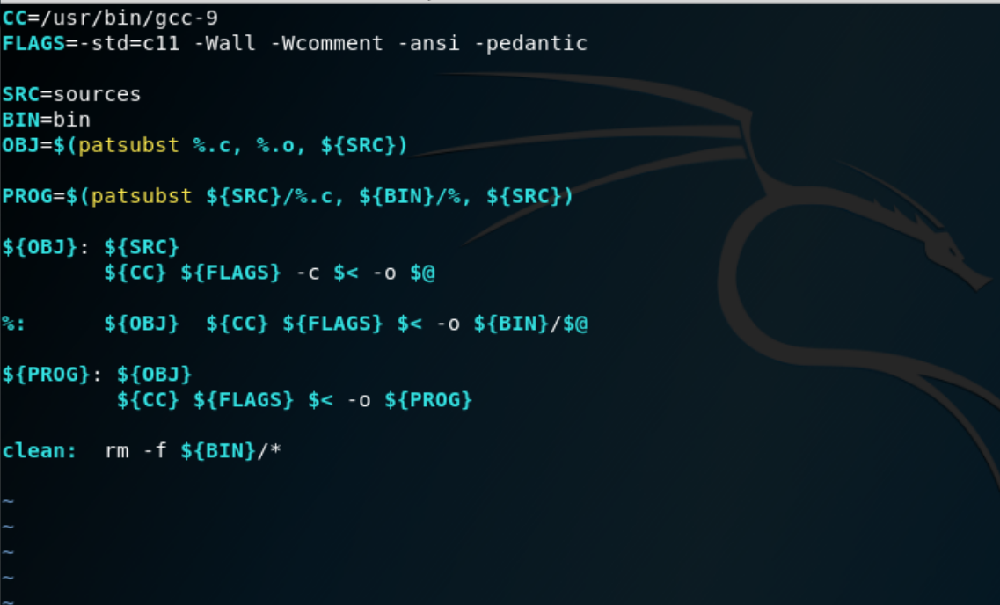 CC=/usr/bin/gcc-9
FLAGS=-std=c11 -Wall -Wcomment -ansi -pedantic
SRC=sources
BIN=bin
OBJ=$(patsubst %.c, %.o, ${SRC})
PROG=$(patsubst ${SRC}/%.c, ${BIN}/%, ${SRC})
${OBJ}: ${SRC}
${CC} ${FLAGS} -c $< -o $@
%: ${OBJ} ${CC} ${FLAGS} $< -o ${BIN}/$@
${PROG}: ${OBJ}
${CC} ${FLAGS} $< -o ${PROG}
clean: rm -f ${BIN}/*
~
~
~
~
~